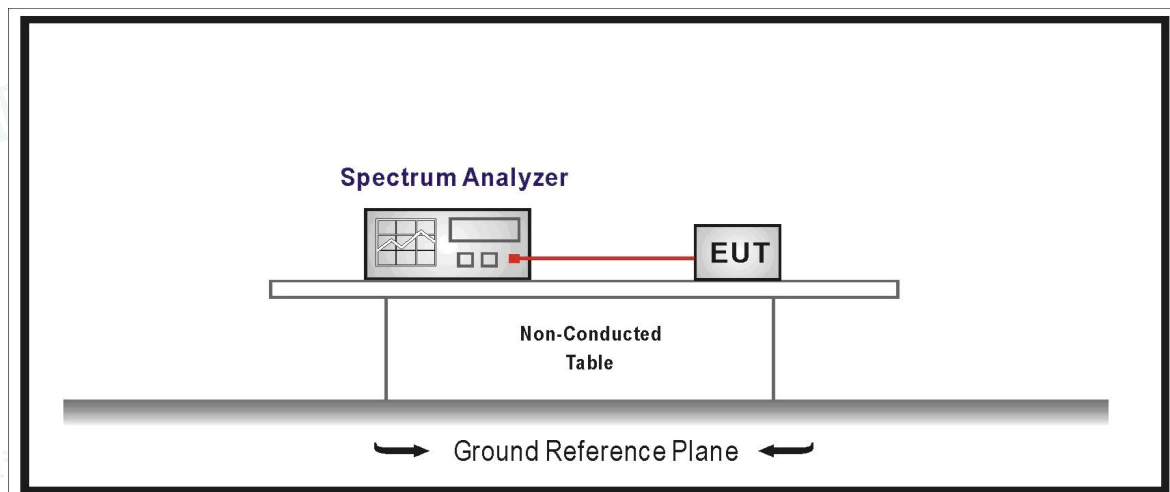 Spectrum Analyzer
EUT
Non-Conducted
Table
Ground Reference Plane